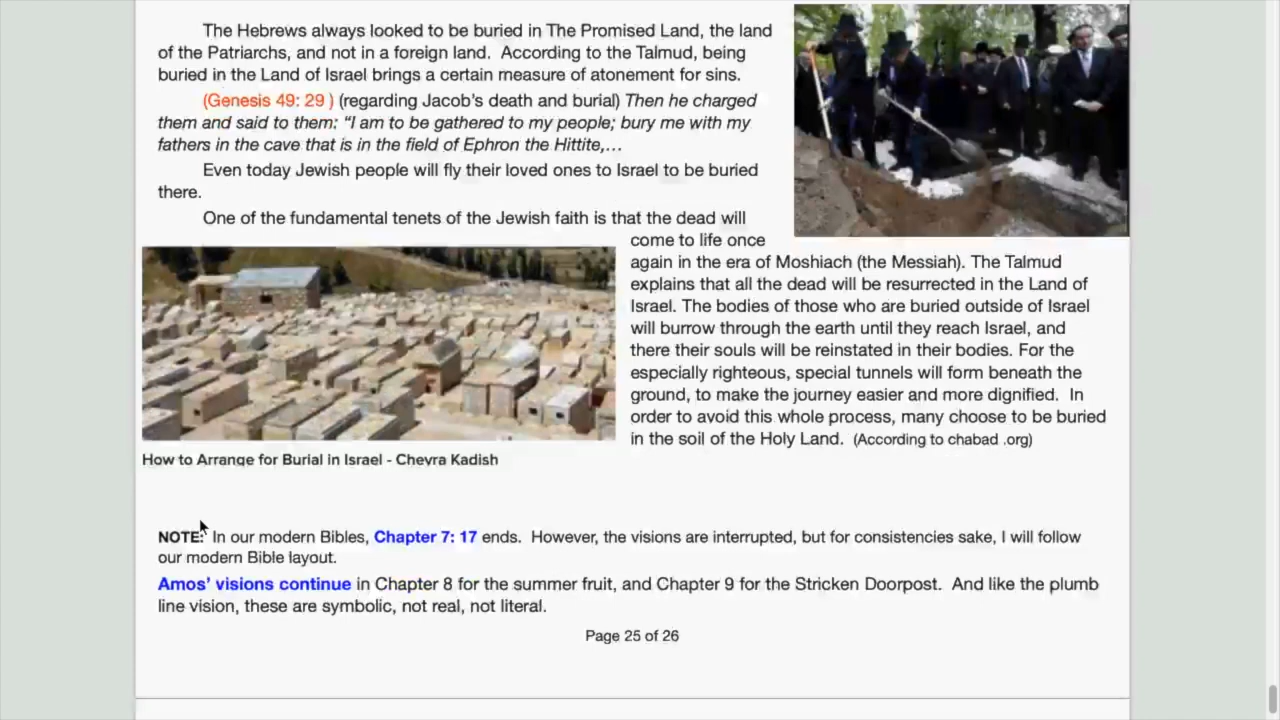 The Hebrews always looked to be buried in The Promised Land, the land
of the Patriarchs, and not in a foreign land.  According to the Talmud, being
buried in the Land of Israel brings a certain measure of atonement for sins.
(Genesis 49: 29 ) (regarding Jacob’s death and burial) Then he charged
them and said to them: “I am to be gathered to my people; bury me with my
fathers in the cave that is in the field of Ephron the Hittite,…
Even today Jewish people will fly their loved ones to Israel to be buried
there.
One of the fundamental tenets of the Jewish faith is that the dead will
come to life once
again in the era of Moshiach (the Messiah). The Talmud
explains that all the dead will be resurrected in the Land of
Israel. The bodies of those who are buried outside of Israel
will burrow through the earth until they reach Israel, and
there their souls will be reinstated in their bodies. For the
especially righteous, special tunnels will form beneath the
ground, to make the journey easier and more dignified.  In
order to avoid this whole process, many choose to be buried
in the soil of the Holy Land.  (According to chabad .org)
How to Arrange for Burial in Israel - Chevra Kadish
NOTE:  In our modern Bibles, Chapter 7: 17 ends.  However, the visions are interrupted, but for consistencies sake, I will follow
our modern Bible layout.
Amos’ visions continue in Chapter 8 for the summer fruit, and Chapter 9 for the Stricken Doorpost.  And like the plumb
line vision, these are symbolic, not real, not literal.
Page 25 of 26